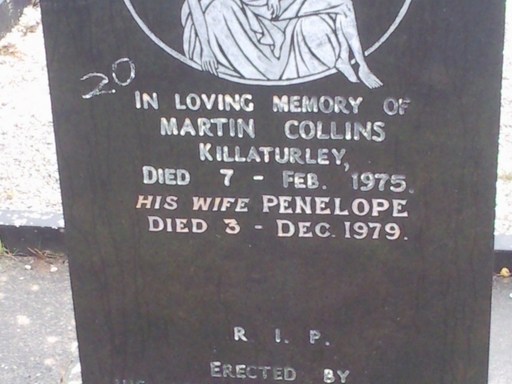 20
IN LOVING MEMORY OF
MARTIN COLLINS
KILLATURLEY,
DIED 7 - FEB. 1975.
HIS WIFE PENELOPE
DIED 3 - DEC. 1979.
R. I. P.
ERECTED BY